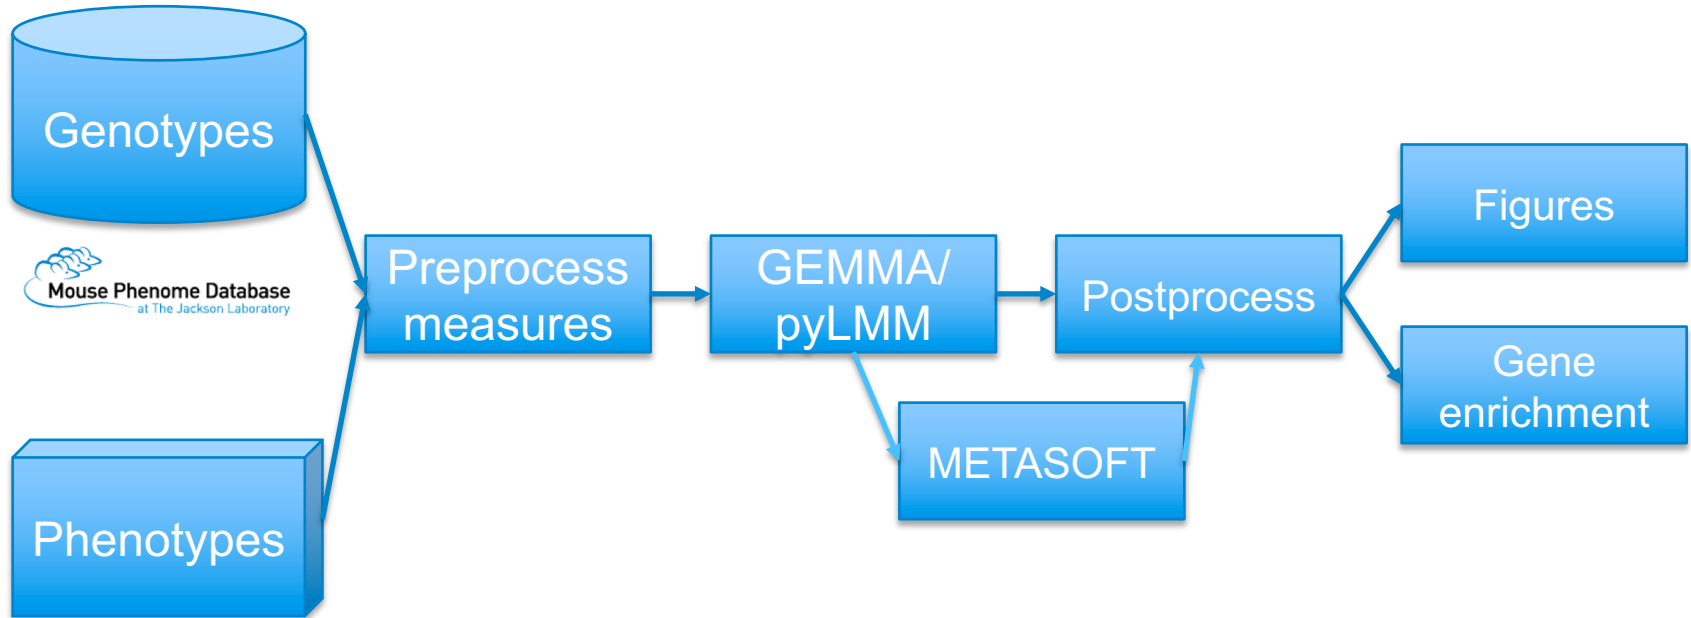 Genotypes
Mouse Phenome Database
at The Jackson Laboratory
Phenotypes
Preprocess
measures
GEMMA/
pyLMM
METASOFT
Postprocess
Figures
Gene
enrichment